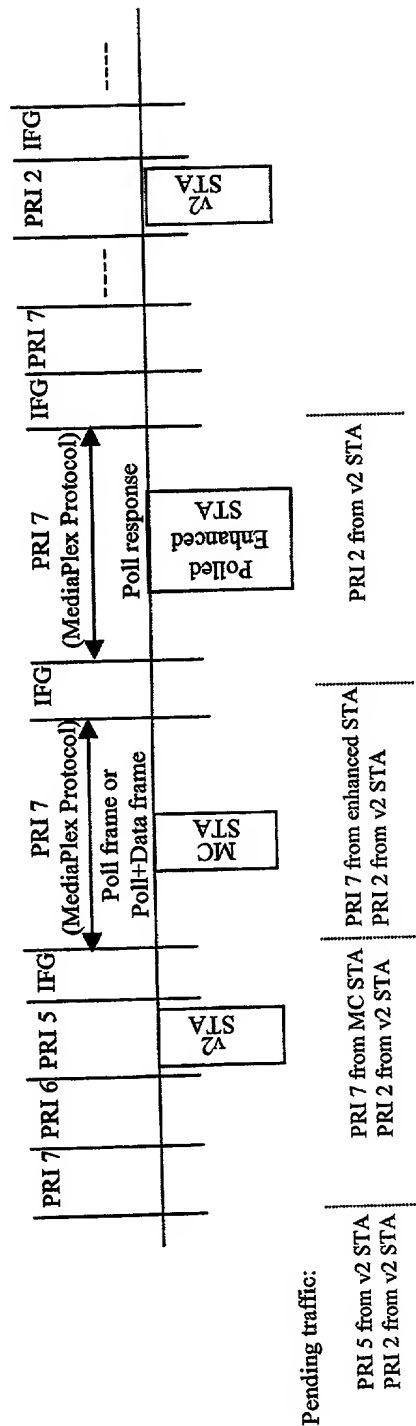 PRI 7
PRI 6
PRI 5
IFG
PRI 7
(MediaPlex Protocol)
IFG
PRI 7
(MediaPlex Protocol)
IFG
PRI 7
-----
PRI 2
IFG
-----
Poll frame or
Poll+Data frame
Poll response
v2
STA
MC
STA
Polled
Enhanced
STA
v2
STA
Pending traffic:
PRI 5 from v2 STA
PRI 2 from v2 STA
PRI 7 from MC STA
PRI 2 from v2 STA
PRI 7 from enhanced STA
PRI 2 from v2 STA
PRI 2 from v2 STA